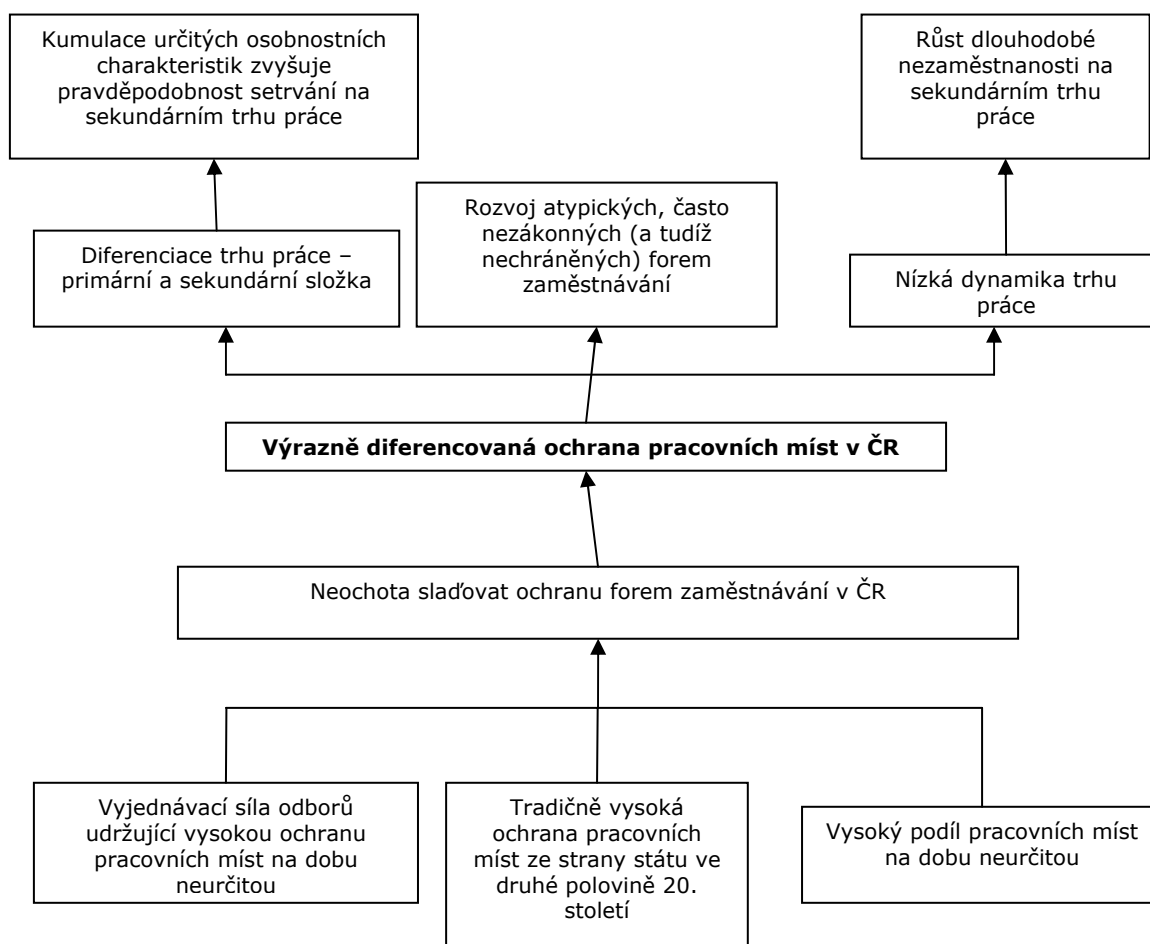 Kumulace určitých osobnostních
charakteristik zvyšuje
pravděpodobnost setrvání na
sekundárním trhu práce
Růst dlouhodobé
nezaměstnanosti na
sekundárním trhu
práce
Rozvoj atypických, často
nezákonných (a tudíž
nechráněných) forem
zaměstnávání
Diferenciace trhu práce –
primární a sekundární složka
Nízká dynamika trhu
práce
Výrazně diferencovaná ochrana pracovních míst v ČR
Neochota slaďovat ochranu forem zaměstnávání v ČR
Vyjednávací síla odborů
udržující vysokou ochranu
pracovních míst na dobu
neurčitou
Tradičně vysoká
ochrana pracovních
míst ze strany státu ve
druhé polovině 20.
století
Vysoký podíl pracovních míst
na dobu neurčitou